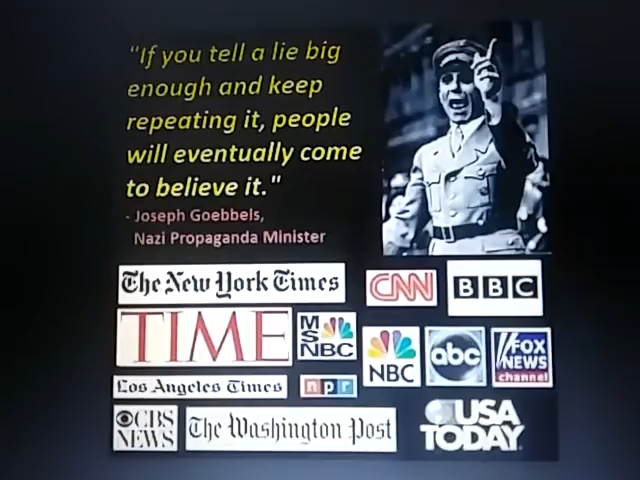 "If you tell a lie big
enough and keep
repeating it, people
will eventually come
to believe it."
- Joseph Goebbels,
Nazi Propaganda Minister
The New York Times
CNN
BBC
TIME
MSNBC
NBC
abc
FOX
NEWS
channel
Los Angeles Times
npr
CBS
NEWS
The Washington Post
USA
TODAY